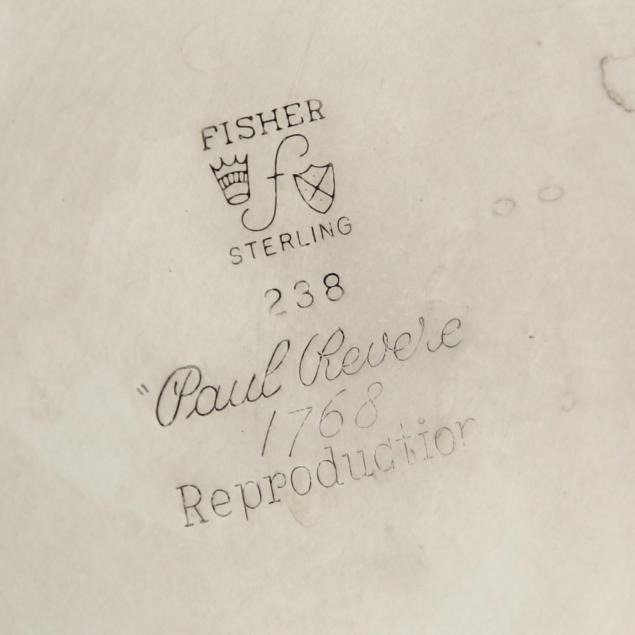 FISHER
f
STERLING
238
"Paul Revere
1768
Reproduction